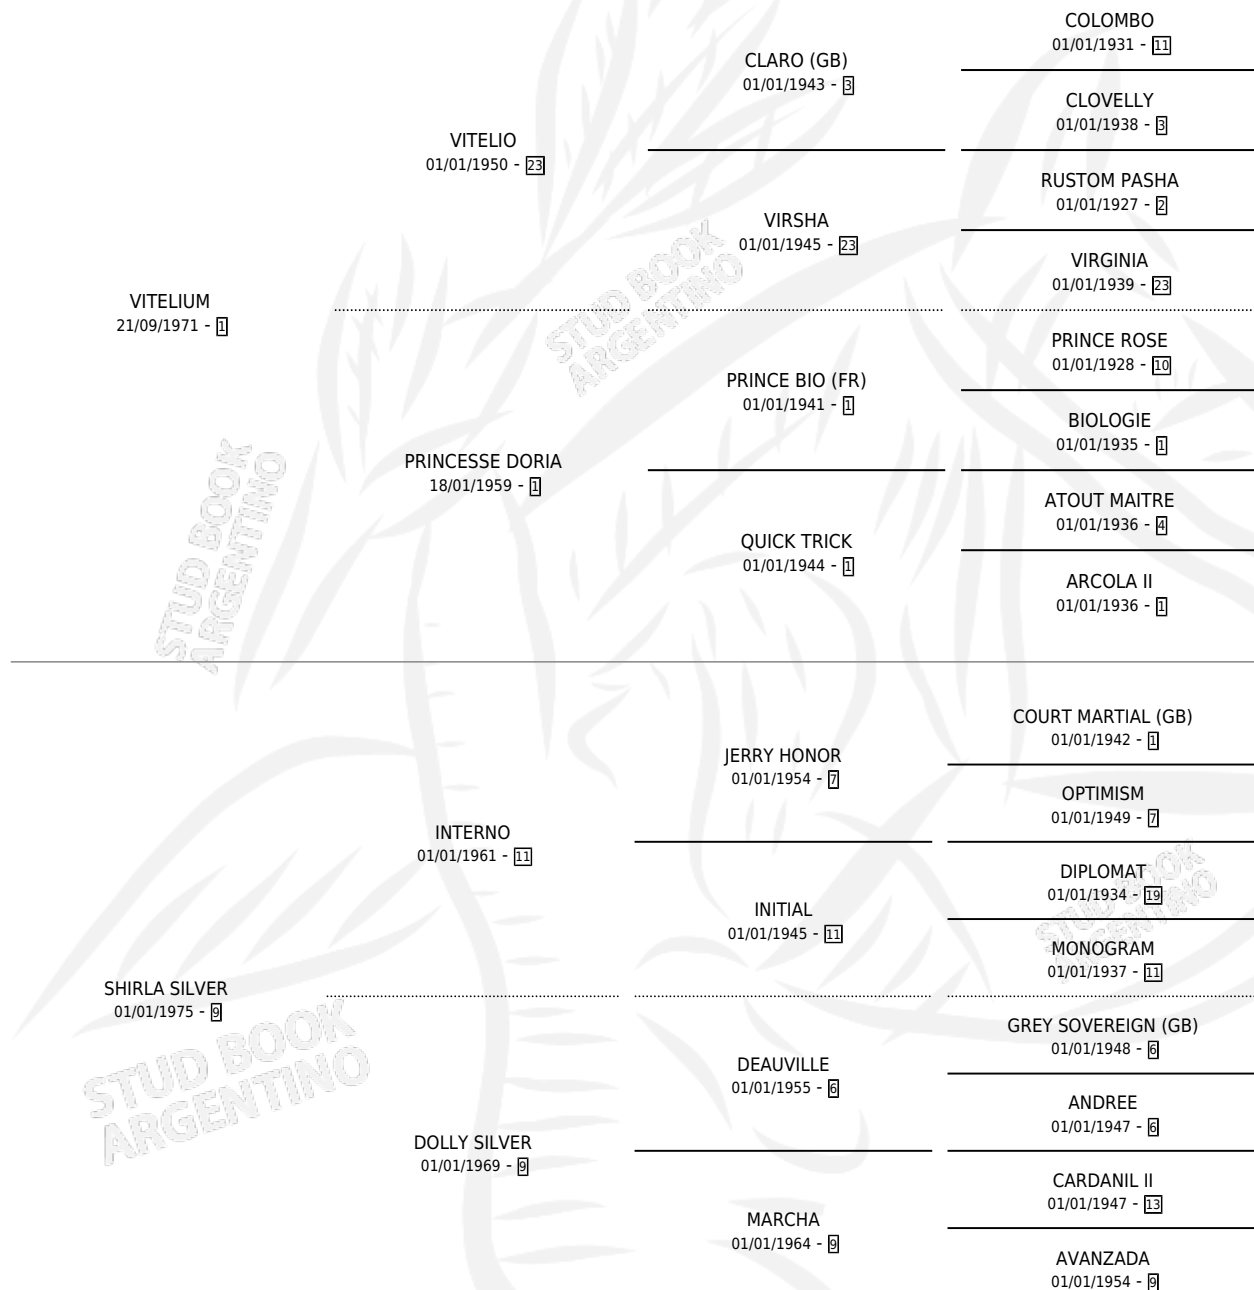 COLOMBO
01/01/1931 - 11
CLARO (GB)
01/01/1943 - 3
CLOVELLY
01/01/1938 - 3
VITELIO
01/01/1950 - 23
RUSTOM PASHA
01/01/1927 - 2
VIRSHA
01/01/1945 - 23
VIRGINIA
01/01/1939 - 23
VITELIUM
21/09/1971 - 1
PRINCE ROSE
01/01/1928 - 10
PRINCE BIO (FR)
01/01/1941 - 1
BIOLOGIE
01/01/1935 - 1
PRINCESSE DORIA
18/01/1959 - 1
ATOUT MAITRE
01/01/1936 - 4
QUICK TRICK
01/01/1944 - 1
ARCOLA II
01/01/1936 - 1
STUD BOOK
ARGENTINO
STUD BOOK
ARGENTINO
COURT MARTIAL (GB)
01/01/1942 - 1
JERRY HONOR
01/01/1954 - 7
OPTIMISM
01/01/1949 - 7
INTERNO
01/01/1961 - 11
DIPLOMAT
01/01/1934 - 19
INITIAL
01/01/1945 - 11
MONOGRAM
01/01/1937 - 11
SHIRLA SILVER
01/01/1975 - 9
GREY SOVEREIGN (GB)
01/01/1948 - 6
DEAUVILLE
01/01/1955 - 6
ANDREE
01/01/1947 - 6
DOLLY SILVER
01/01/1969 - 9
CARDANIL II
01/01/1947 - 13
MARCHA
01/01/1964 - 9
AVANZADA
01/01/1954 - 9
STUD BOOK
ARGENTINO
STUD BOOK
ARGENTINO